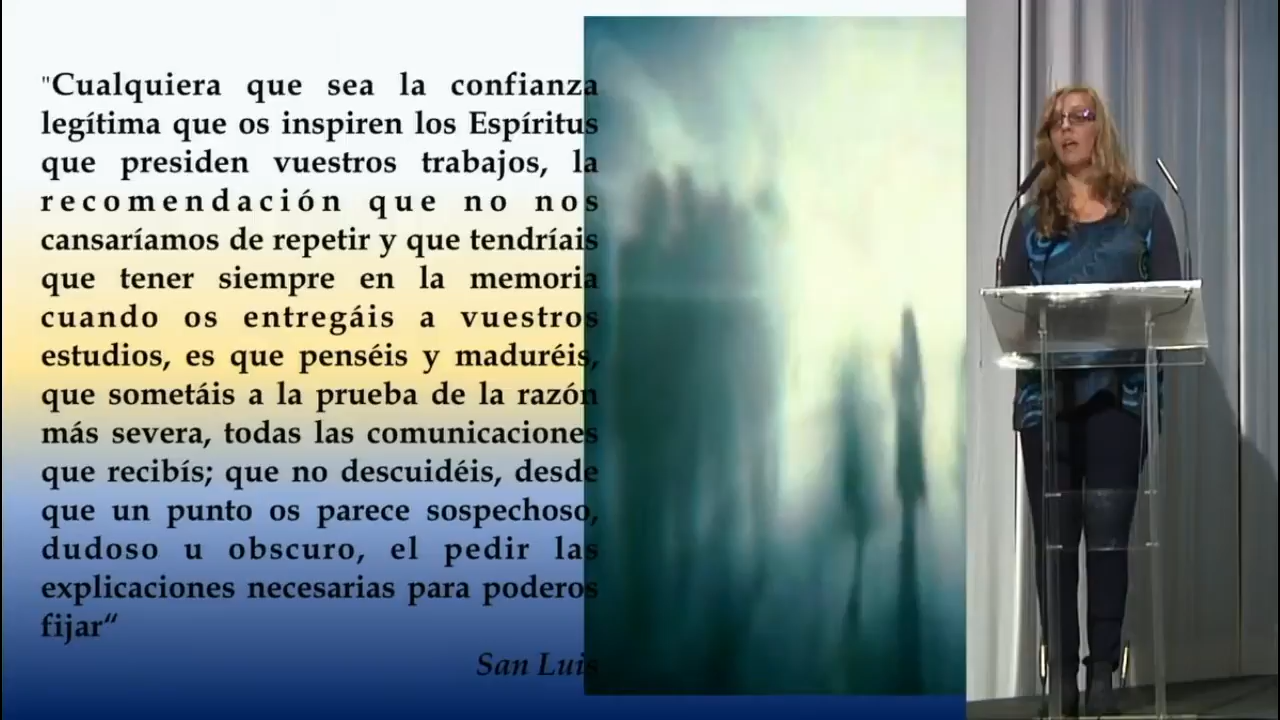 "Cualquiera que sea la confianza
legítima que os inspiren los Espíritus
que presiden vuestros trabajos, la
recomendación que no nos
cansaríamos de repetir y que tendríais
que tener siempre en la memoria
cuando os entregáis a vuestros
estudios, es que penséis y maduréis,
que sometáis a la prueba de la razón
más severa, todas las comunicaciones
que recibís; que no descuidéis, desde
que un punto os parece sospechoso,
dudoso u obscuro, el pedir las
explicaciones necesarias para poderos
fijar“
San Luis